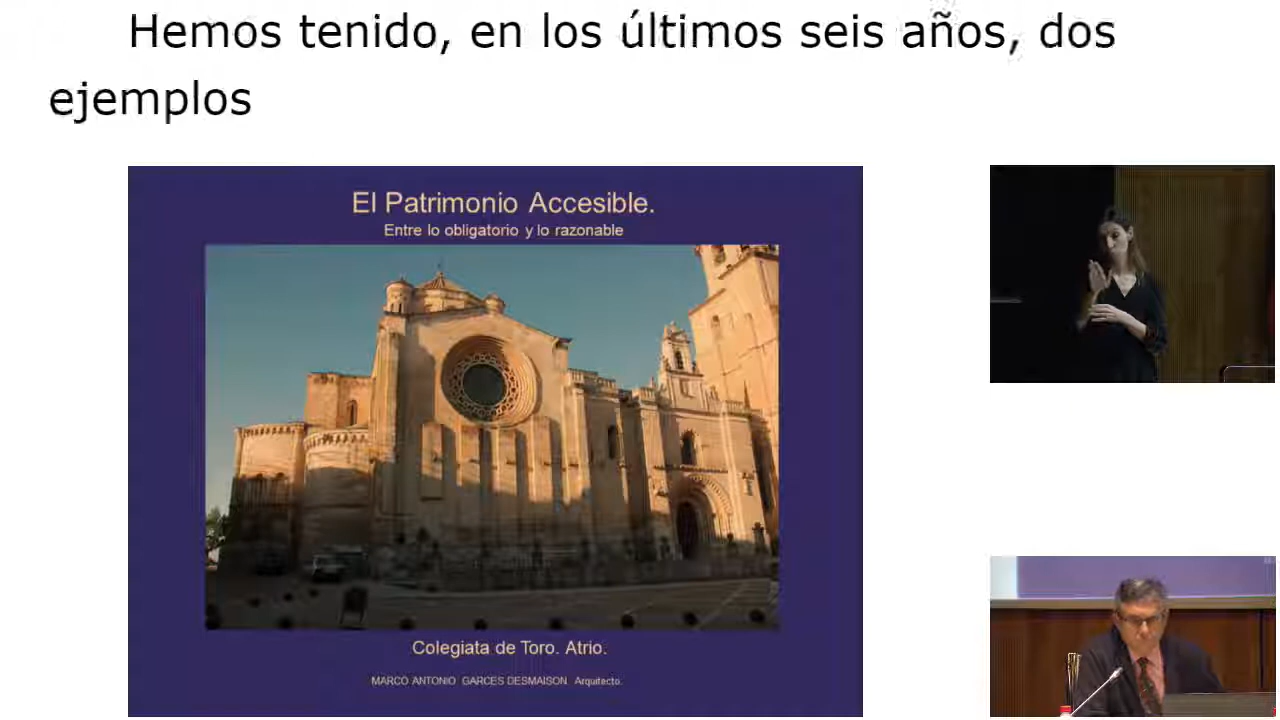 Hemos tenido, en los últimos seis años, dos
ejemplos
El Patrimonio Accesible.
Entre lo obligatorio y lo razonable
Colegiata de Toro. Atrio.
MARCO ANTONIO GARCES DESMAISON. Arquitecto.